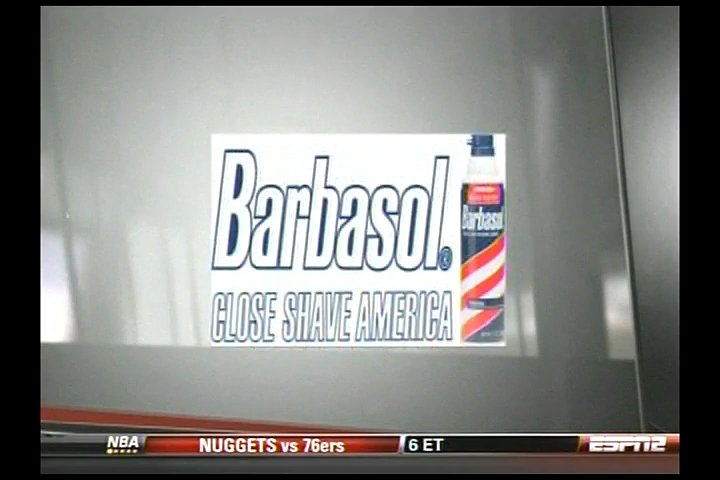 Barbasol®
CLOSE SHAVE AMERICA
Barbasol
NBA NUGGETS vs 76ers 6 ET ESPN2